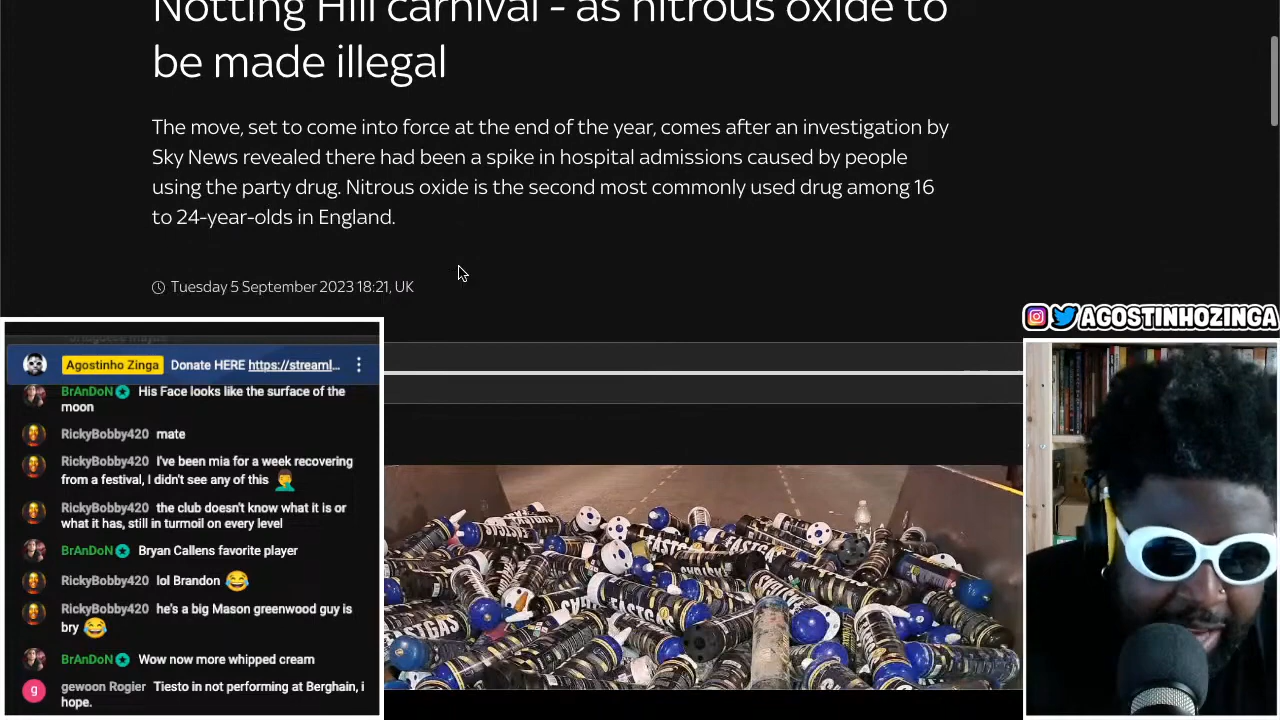 Notting Hill carnival - as nitrous oxide to
be made illegal
The move, set to come into force at the end of the year, comes after an investigation by
Sky News revealed there had been a spike in hospital admissions caused by people
using the party drug. Nitrous oxide is the second most commonly used drug among 16
to 24-year-olds in England.
Tuesday 5 September 2023 18:21, UK
AGOSTINHOZINGA
Agostinho Zinga Donate HERE https://streaml...
BrAnDoN His Face looks like the surface of the
moon
RickyBobby420 mate
RickyBobby420 I've been mia for a week recovering
from a festival, I didn't see any of this
RickyBobby420 the club doesn't know what it is or
what it has, still in turmoil on every level
BrAnDoN Bryan Callens favorite player
RickyBobby420 lol Brandon
RickyBobby420 he's a big Mason greenwood guy is
bry
BrAnDoN Wow now more whipped cream
g gewoon Rogier Tiesto in not performing at Berghain, i
hope.